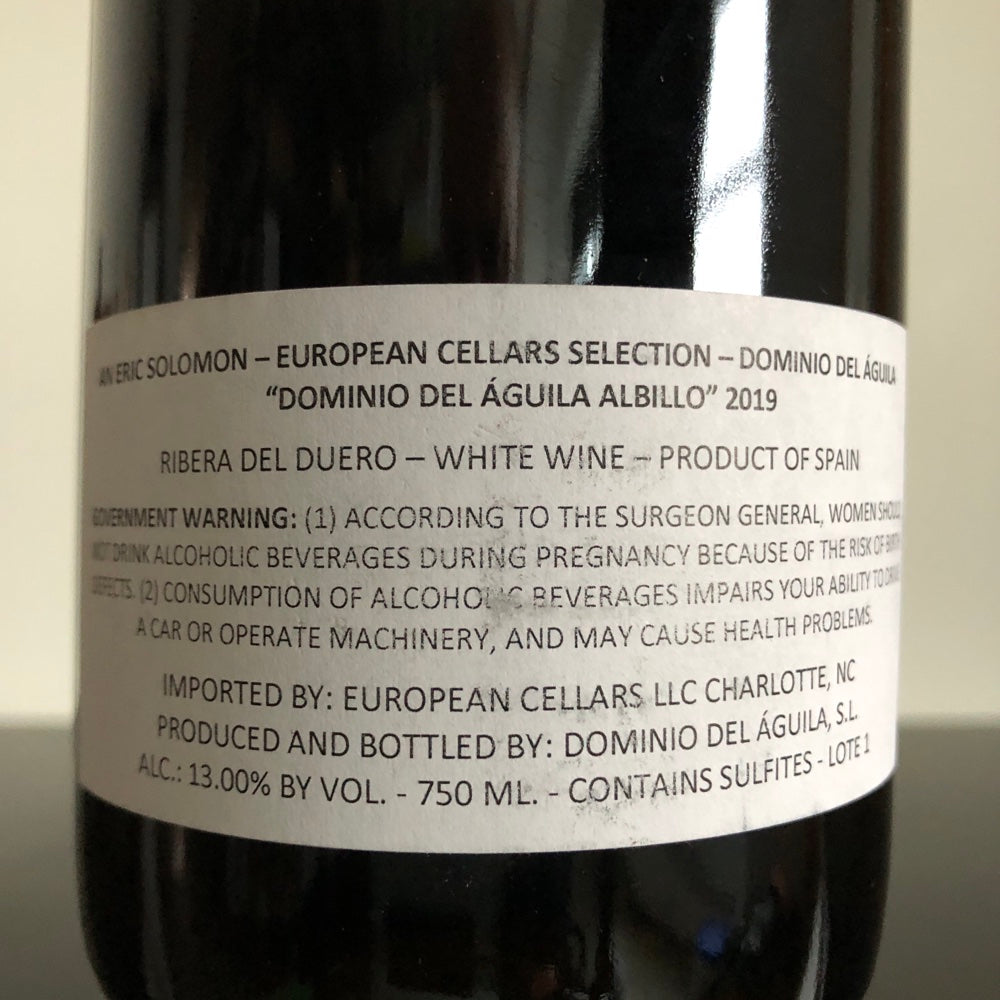 AN ERIC SOLOMON – EUROPEAN CELLARS SELECTION – DOMINIO DEL ÁGUILA
“DOMINIO DEL ÁGUILA ALBILLO” 2019
RIBERA DEL DUERO – WHITE WINE – PRODUCT OF SPAIN
GOVERNMENT WARNING: (1) ACCORDING TO THE SURGEON GENERAL, WOMEN SHOULD
NOT DRINK ALCOHOLIC BEVERAGES DURING PREGNANCY BECAUSE OF THE RISK OF BIRTH
DEFECTS. (2) CONSUMPTION OF ALCOHOLIC BEVERAGES IMPAIRS YOUR ABILITY TO DRIVE
A CAR OR OPERATE MACHINERY, AND MAY CAUSE HEALTH PROBLEMS.
IMPORTED BY: EUROPEAN CELLARS LLC CHARLOTTE, NC
PRODUCED AND BOTTLED BY: DOMINIO DEL ÁGUILA, S.L.
ALC.: 13.00% BY VOL. - 750 ML. - CONTAINS SULFITES - LOTE 1